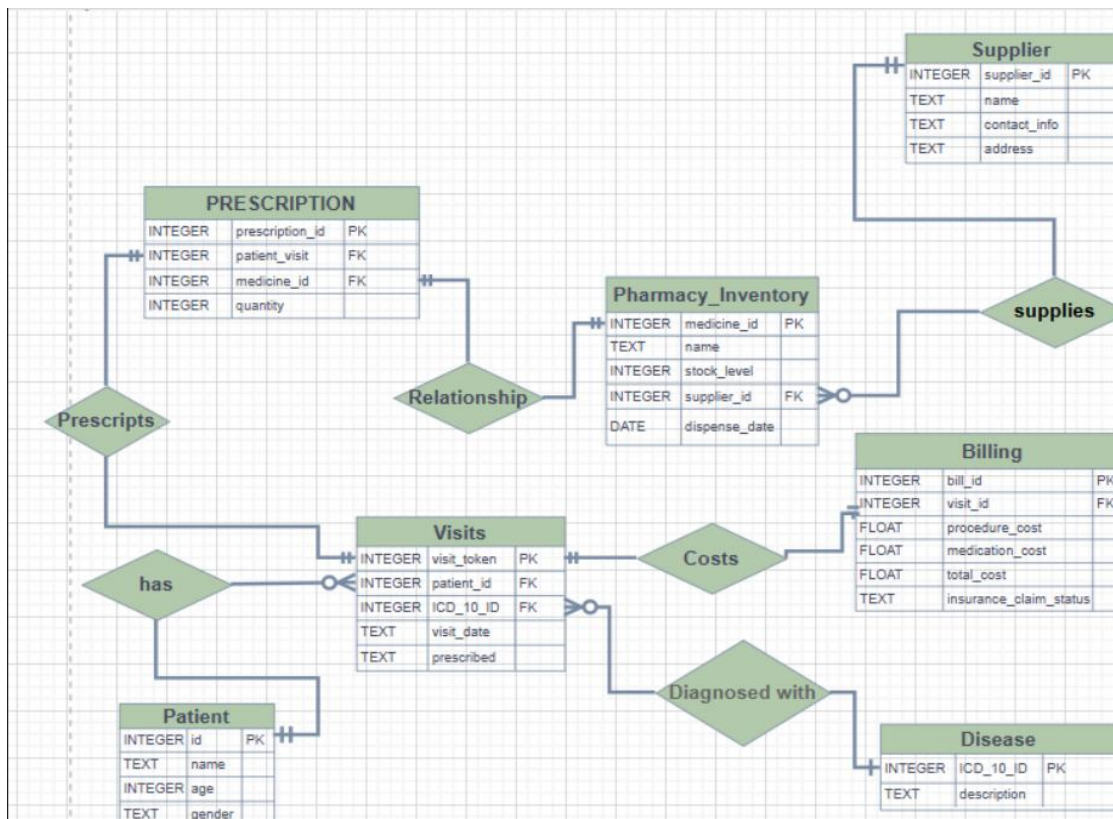 Supplier
INTEGER supplier_id PK
TEXT name
TEXT contact_info
TEXT address
PRESCRIPTION
INTEGER prescription_id PK
INTEGER patient_visit FK
INTEGER medicine_id FK
INTEGER quantity
Pharmacy_Inventory
INTEGER medicine_id PK
TEXT name
INTEGER stock_level
INTEGER supplier_id FK
DATE dispense_date
supplies
Relationship
Prescripts
Billing
INTEGER bill_id PK
INTEGER visit_id FK
FLOAT procedure_cost
FLOAT medication_cost
FLOAT total_cost
TEXT insurance_claim_status
Visits
INTEGER visit_token PK
INTEGER patient_id FK
INTEGER ICD_10_ID FK
TEXT visit_date
TEXT prescribed
Costs
has
Diagnosed with
Patient
INTEGER id PK
TEXT name
INTEGER age
TEXT gender
Disease
INTEGER ICD_10_ID PK
TEXT description